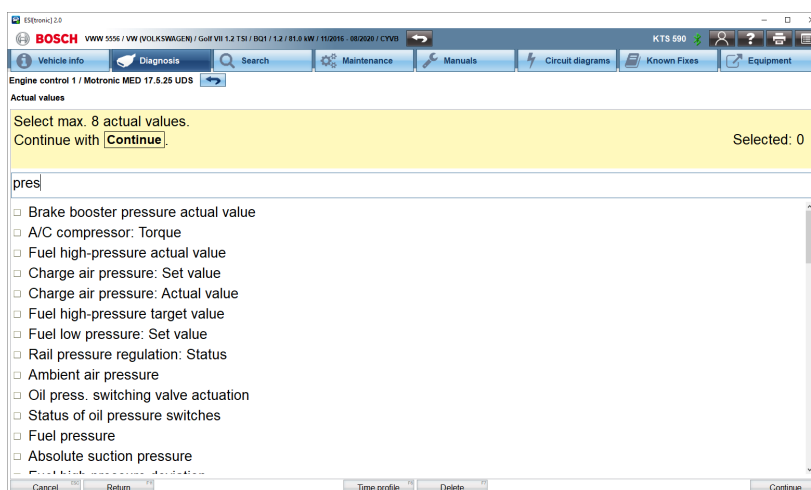 ESI[tronic] 2.0
BOSCH VWW 5556 / VW (VOLKSWAGEN) / Golf VII 1.2 TSI / BQ1 / 1.2 / 81.0 kW / 11/2016 - 08/2020 / CYVB KTS 590 ?
Vehicle info Diagnosis Search Maintenance Manuals Circuit diagrams Known Fixes Equipment
Engine control 1 / Motronic MED 17.5.25 UDS
Actual values
Select max. 8 actual values.
Continue with Continue. Selected: 0
pres
Brake booster pressure actual value
A/C compressor: Torque
Fuel high-pressure actual value
Charge air pressure: Set value
Charge air pressure: Actual value
Fuel high-pressure target value
Fuel low pressure: Set value
Rail pressure regulation: Status
Ambient air pressure
Oil press. switching valve actuation
Status of oil pressure switches
Fuel pressure
Absolute suction pressure
Fuel high-pressure deviation
Cancel ESC Return Time profile Delete Continue